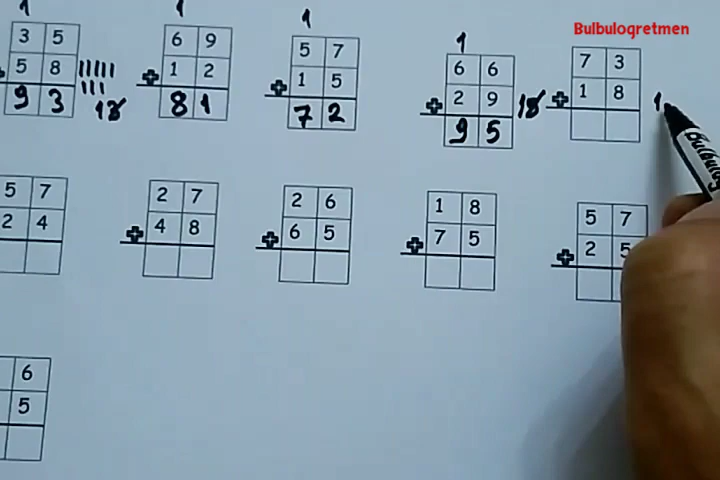 Bulbulogretmen
1 1 1 1
3 5 6 9 5 7 6 6 7 3
5 8 1 2 + 1 5 + 2 9 + 1 8 1
9 3 8 1 7 2 9 5
5 7 2 7 2 6 1 8 5 7
2 4 + 4 8 + 6 5 + 7 5 + 2 5
6
5